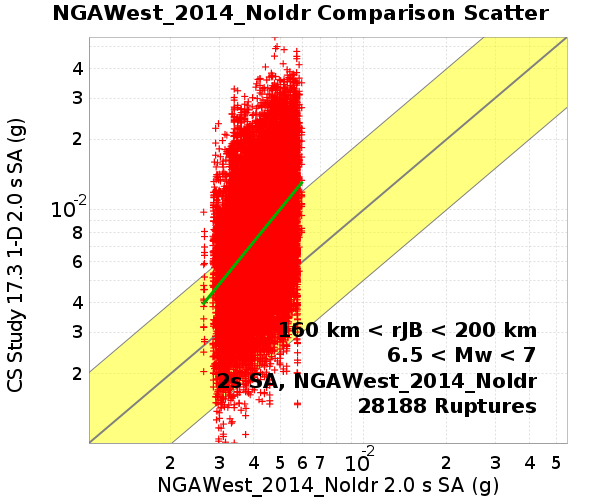 NGAWest_2014_NoIdr Comparison Scatter
CS Study 17.3 1-D 2.0 s SA (g)
4
3
2
10-2
8
6
4
3
2
160 km < rJB < 200 km
6.5 < Mw < 7
2s SA, NGAWest_2014_NoIdr
28188 Ruptures
2 3 4 5 6 7 10-2 2 3 4 5
NGAWest_2014_NoIdr 2.0 s SA (g)